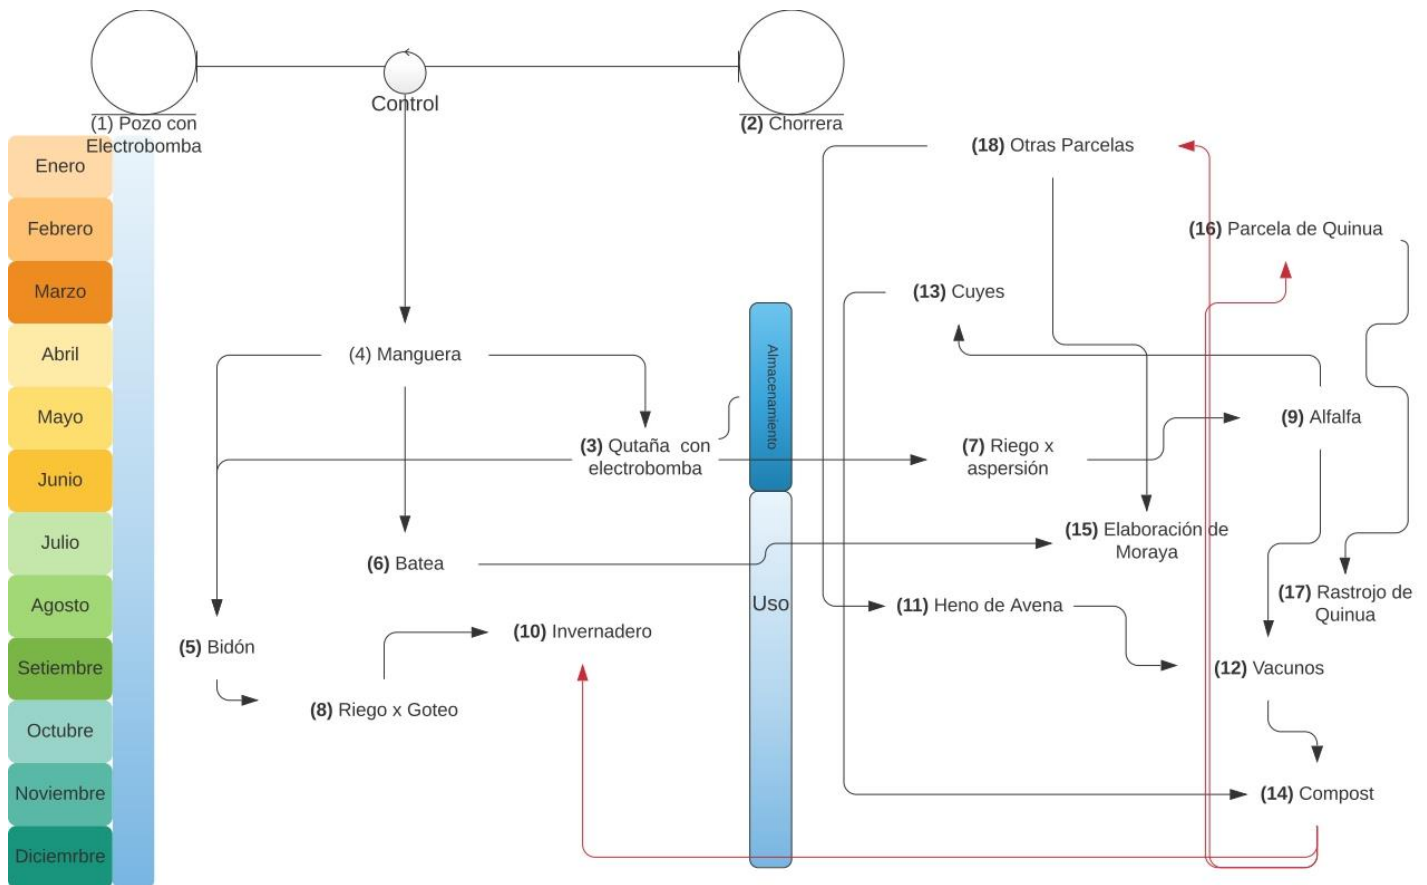 Control
(1) Pozo con
Electrobomba
(2) Chorrera
Enero
Febrero
Marzo
Abril
Mayo
Junio
Julio
Agosto
Setiembre
Octubre
Noviembre
Diciemrbre
(4) Manguera
(3) Qutaña con
electrobomba
(6) Batea
(5) Bidón
(10) Invernadero
(8) Riego x Goteo
Almacenamiento
Uso
(18) Otras Parcelas
(16) Parcela de Quinua
(13) Cuyes
(9) Alfalfa
(7) Riego x
aspersión
(15) Elaboración de
Moraya
(11) Heno de Avena
(17) Rastrojo de
Quinua
(12) Vacunos
(14) Compost